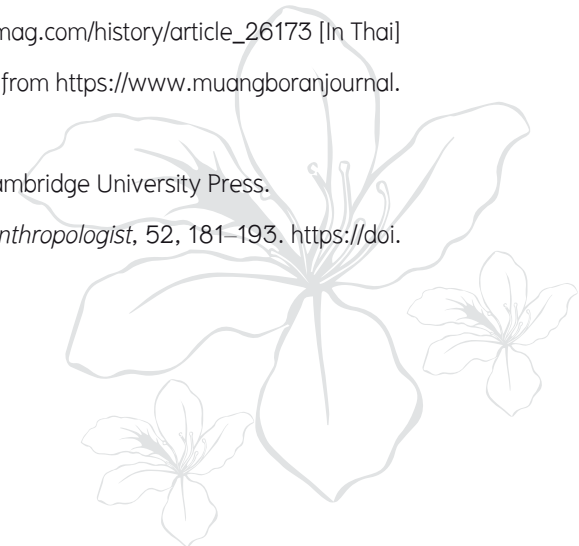 mag.com/history/article_26173 [In Thai]
from https://www.muangboranjournal.
ambridge University Press.
nthropologist, 52, 181–193. https://doi.